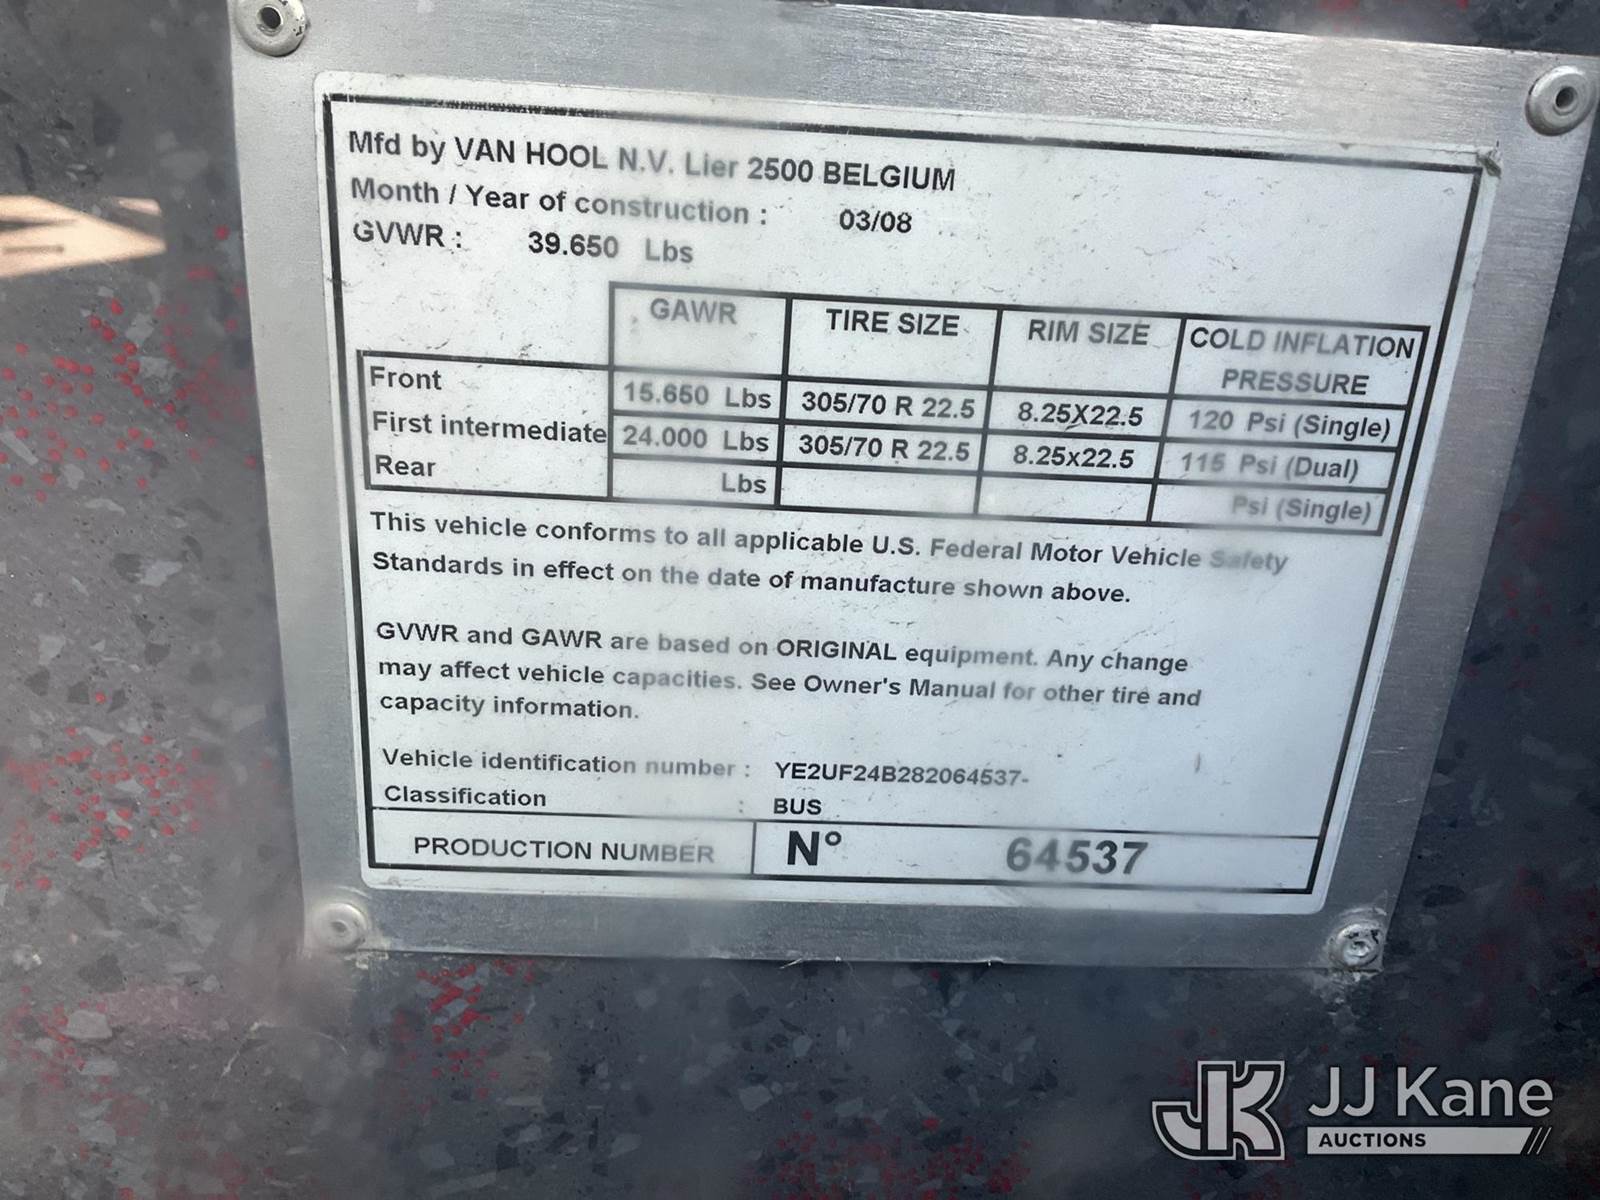 Mfd by VAN HOOL N.V. Lier 2500 BELGIUM
Month / Year of construction : 03/08
GVWR : 39.650 Lbs
GAWR TIRE SIZE RIM SIZE COLD INFLATION PRESSURE
Front 15.650 Lbs 305/70 R 22.5 8.25X22.5 120 Psi (Single)
First intermediate 24.000 Lbs 305/70 R 22.5 8.25x22.5 115 Psi (Dual)
Rear Lbs Psi (Single)
This vehicle conforms to all applicable U.S. Federal Motor Vehicle Safety
Standards in effect on the date of manufacture shown above.
GVWR and GAWR are based on ORIGINAL equipment. Any change
may affect vehicle capacities. See Owner's Manual for other tire and
capacity information.
Vehicle identification number : YE2UF24B282064537-
Classification : BUS
PRODUCTION NUMBER N° 64537
JK JJ Kane
AUCTIONS